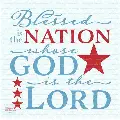 Blessed
is the NATION
whose
GOD
is the
LORD